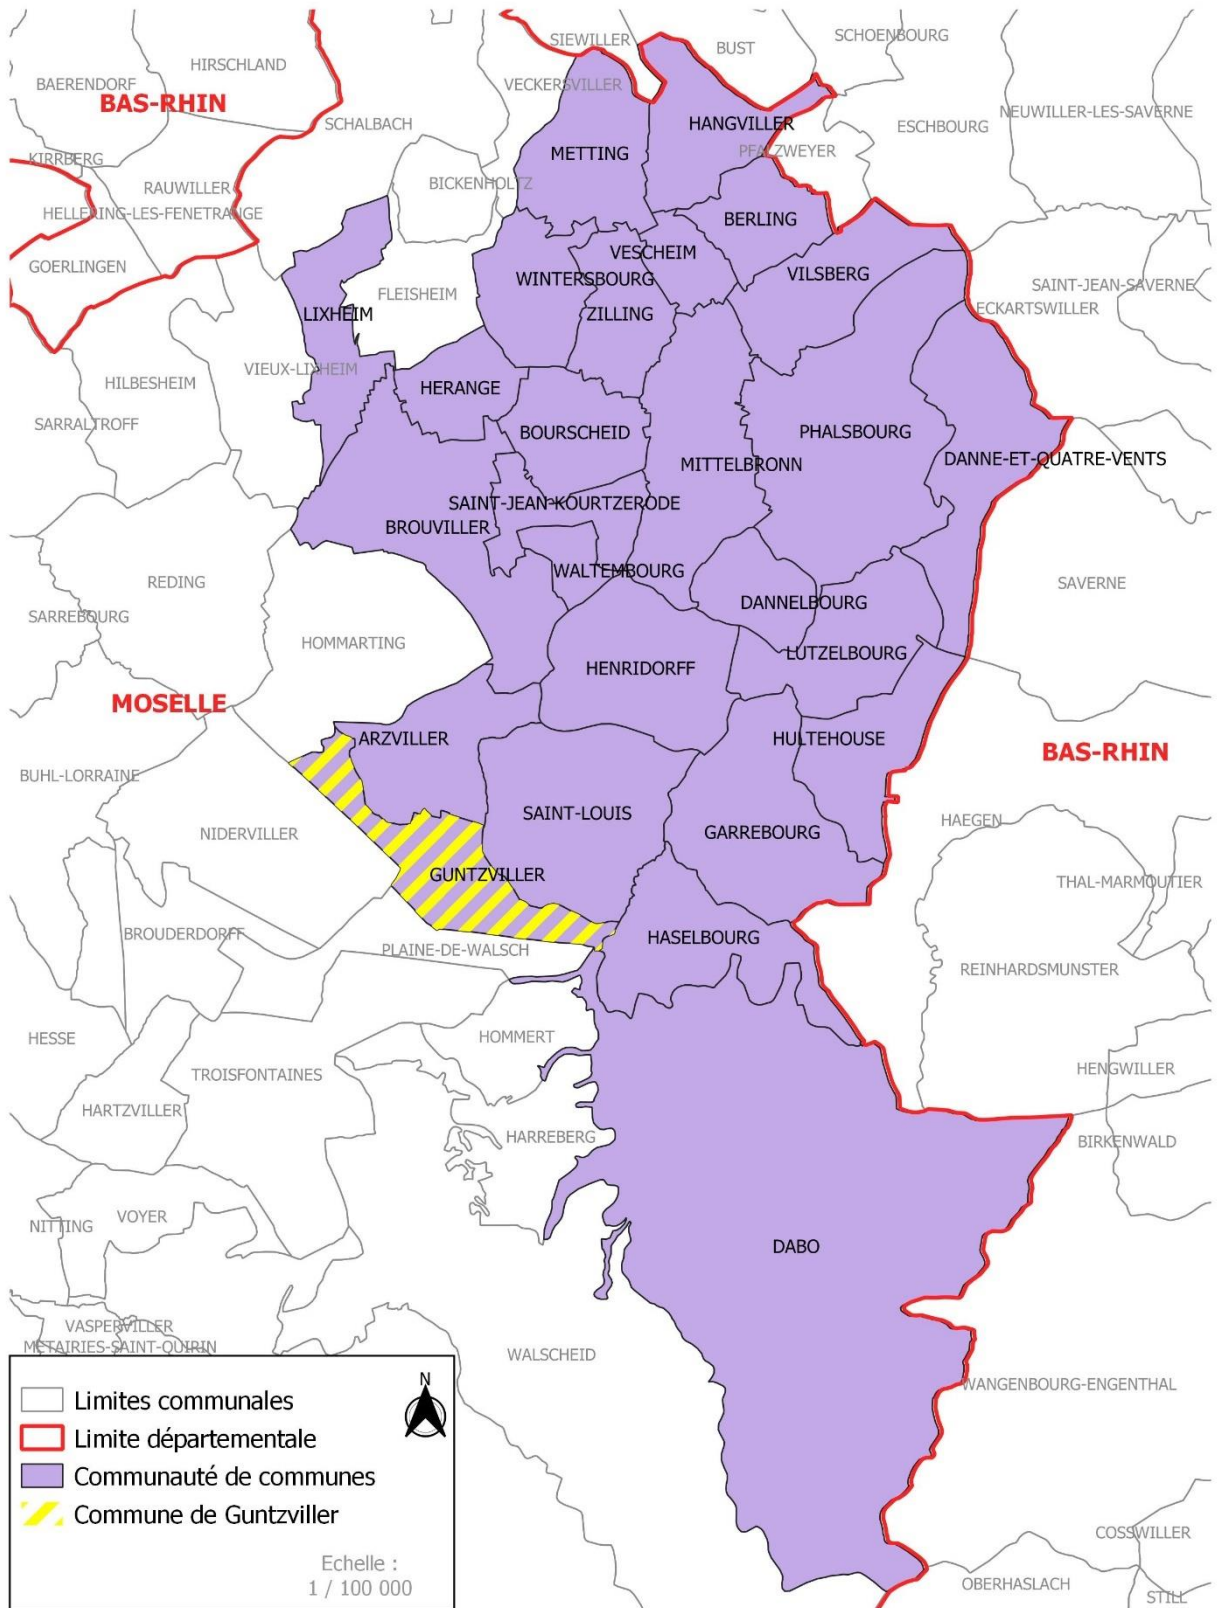 SIEWILLER
BUST
SCHOENBOURG
HIRSCHLAND
BAERENDORF
VECKERSVILLER
BAS-RHIN
NEUWILLER-LES-SAVERNE
SCHALBACH
HANGVILLER
ESCHBOURG
METTING
PFALZWEYER
KIRRBERG
RAUWILLER
BICKENHOLTZ
HELLERING-LES-FENETRANGE
BERLING
GOERLINGEN
VESCHEIM
VILSBERG
WINTERSBOURG
SAINT-JEAN-SAVERNE
FLEISHEIM
ECKARTSWILLER
LIXHEIM
ZILLING
VIEUX-LIXHEIM
HILBESHEIM
HERANGE
SARRALTROFF
BOURSCHEID
PHALSBOURG
MITTELBRONN
DANNE-ET-QUATRE-VENTS
SAINT-JEAN-KOURTZERODE
BROUVILLER
WALTEMBOURG
REDING
SAVERNE
DANNELBOURG
SARREBOURG
HOMMARTING
LUTZELBOURG
HENRIDORFF
MOSELLE
ARZVILLER
HULTEHOUSE
BAS-RHIN
BUHL-LORRAINE
SAINT-LOUIS
HAEGEN
NIDERVILLER
GARREBOURG
GUNTZVILLER
THAL-MARMOUTIER
BROUDERDORFF
HASELBOURG
PLAINE-DE-WALSCH
REINHARDSMUNSTER
HESSE
HOMMERT
HENGWILLER
TROISFONTAINES
HARTZVILLER
HARREBERG
BIRKENWALD
VOYER
NITTING
DABO
VASPERVILLER
METAIRIES-SAINT-QUIRIN
WALSCHEID
WANGENBOURG-ENGENTHAL
N
Limites communales
Limite départementale
Communauté de communes
Commune de Guntzviller
Echelle :
1 / 100 000
COSSWILLER
OBERHASLACH
STILL